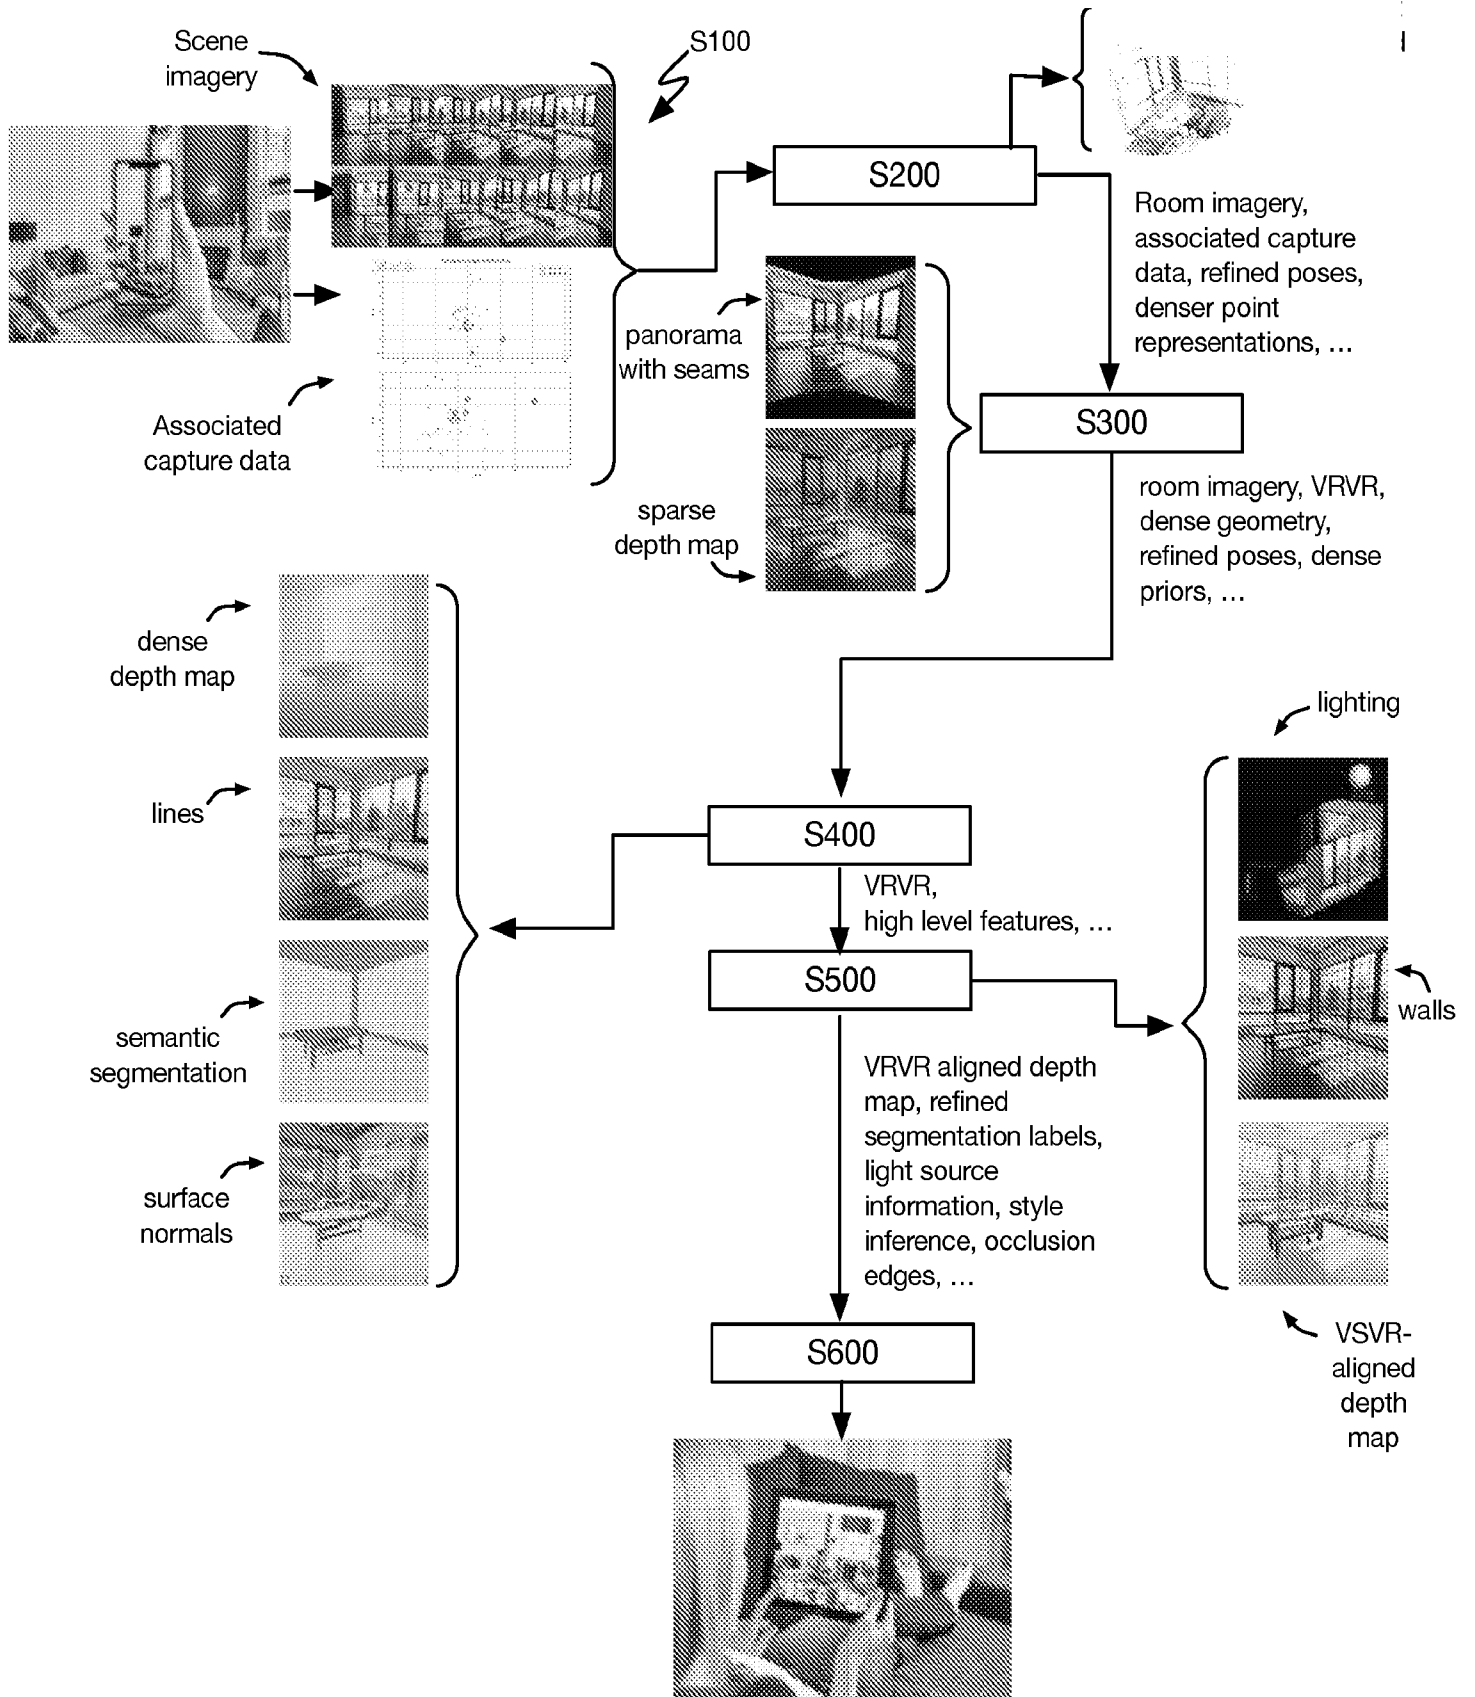 Scene
imagery
S100
S200
Room imagery,
associated capture
data, refined poses,
denser point
representations, ...
panorama
with seams
Associated
capture data
S300
sparse
depth map
room imagery, VRVR,
dense geometry,
refined poses, dense
priors, ...
dense
depth map
lighting
lines
S400
VRVR,
high level features, ...
S500
walls
semantic
segmentation
VRVR aligned depth
map, refined
segmentation labels,
light source
information, style
inference, occlusion
edges, ...
surface
normals
S600
VSVR-
aligned
depth
map